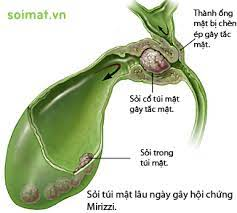 soimat.vn
Thành ống
mật bị chèn
ép gây tắc
mật.
Sỏi cổ túi mật
gây tắc mật.
Sỏi trong
túi mật.
Sỏi túi mật lâu ngày gây hội chứng
Mirizzi.